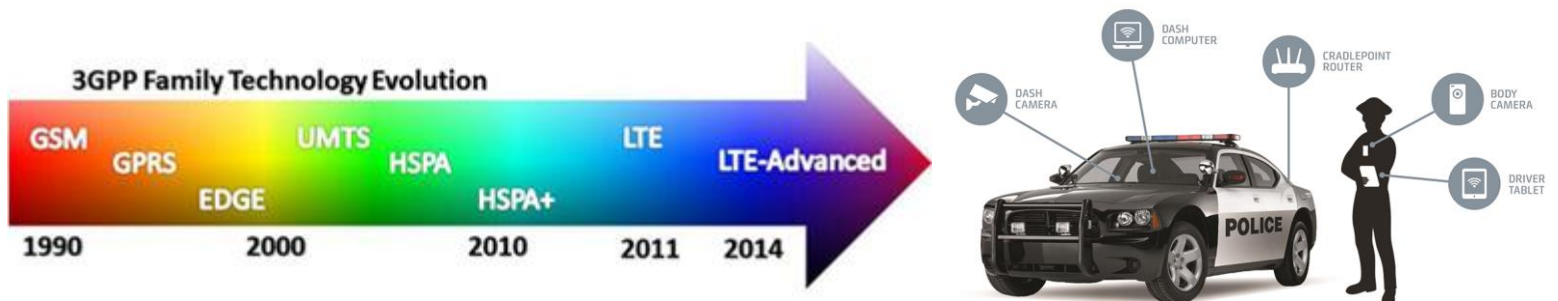 3GPP Family Technology Evolution
GSM
GPRS
EDGE
UMTS
HSPA
HSPA+
LTE
LTE-Advanced
1990
2000
2010
2011
2014
DASH
COMPUTER
CRADLEPOINT
ROUTER
DASH
CAMERA
BODY
CAMERA
DRIVER
TABLET
POLICE